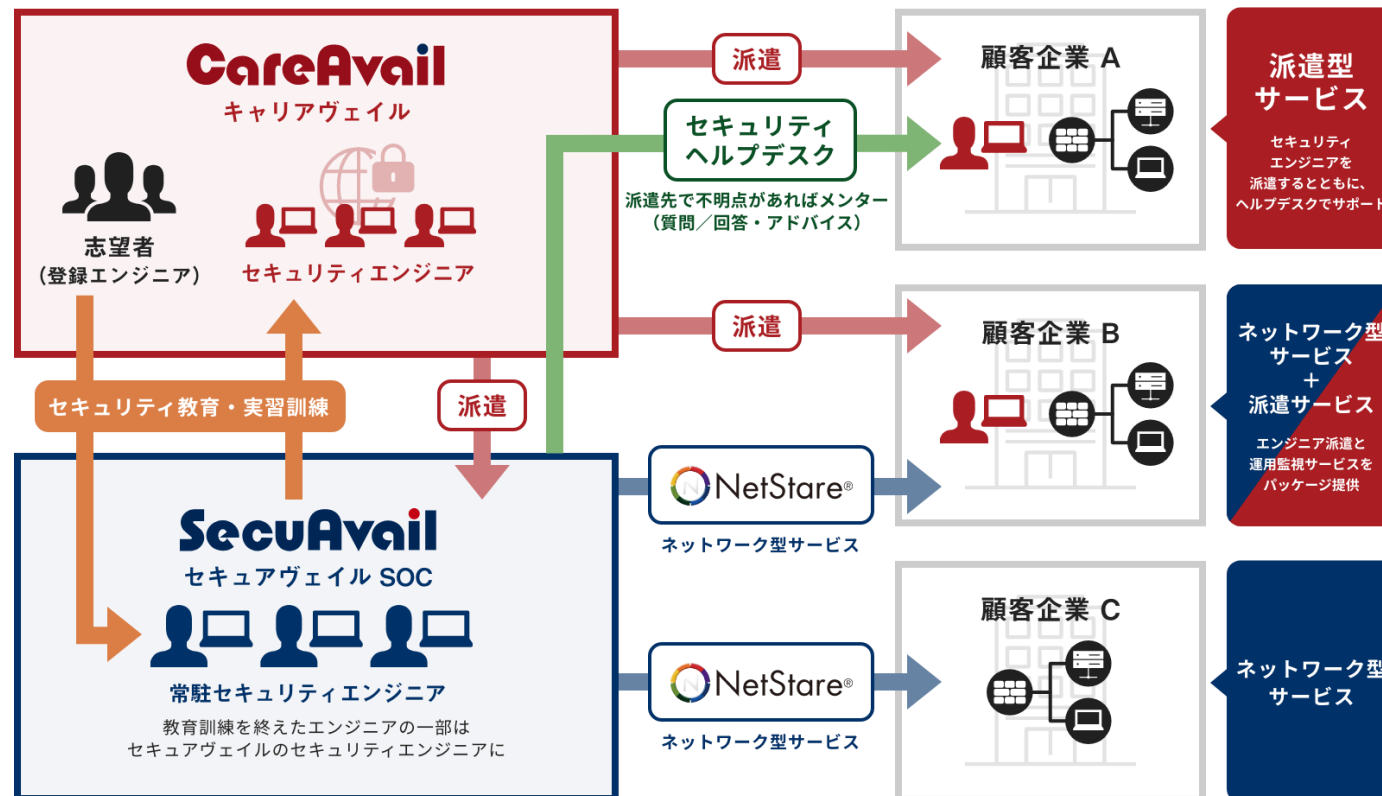 CareAvail
キャリアヴェイル
志望者
（登録エンジニア）
セキュリティエンジニア
セキュリティ教育・実習訓練
派遣
SecuAvail
セキュアヴェイル SOC
常駐セキュリティエンジニア
教育訓練を終えたエンジニアの一部は
セキュアヴェイルのセキュリティエンジニアに
派遣
セキュリティ
ヘルプデスク
派遣先で不明点があればメンター
（質問／回答・アドバイス）
顧客企業 A
派遣型
サービス
セキュリティ
エンジニアを
派遣するとともに、
ヘルプデスクでサポート
派遣
NetStare®
ネットワーク型サービス
顧客企業 B
ネットワーク型
サービス
＋
派遣サービス
エンジニア派遣と
運用監視サービスを
パッケージ提供
NetStare®
ネットワーク型サービス
顧客企業 C
ネットワーク型
サービス